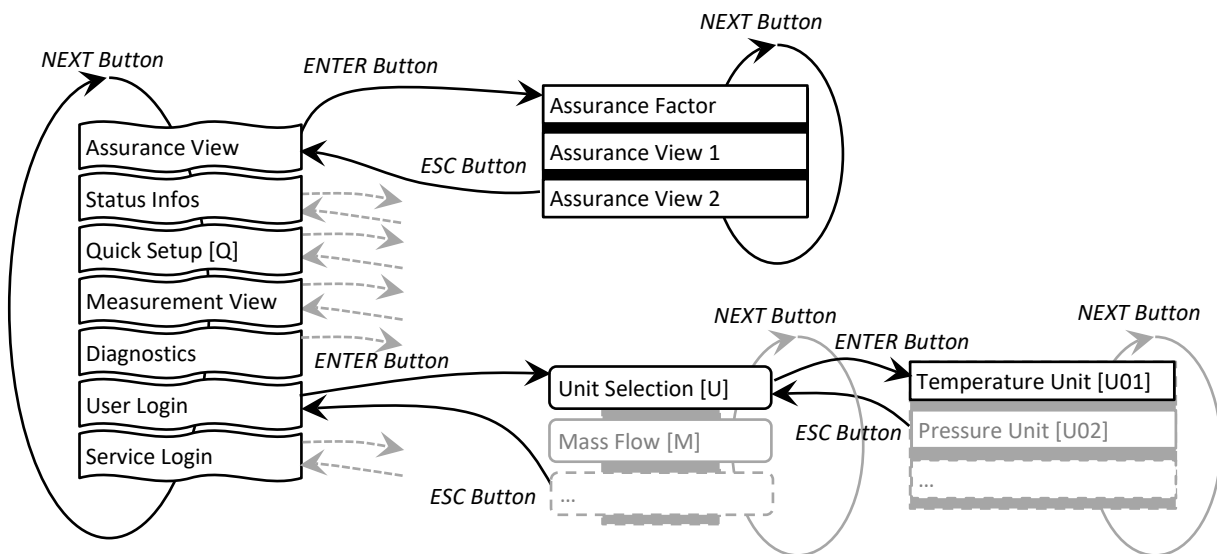 NEXT Button
NEXT Button
ENTER Button
Assurance Factor
Assurance View
Assurance View 1
ESC Button
Status Infos
Assurance View 2
Quick Setup [Q]
Measurement View
NEXT Button
NEXT Button
Diagnostics
ENTER Button
ENTER Button
User Login
Unit Selection [U]
Temperature Unit [U01]
Mass Flow [M]
ESC Button
Pressure Unit [U02]
Service Login
ESC Button
...
...